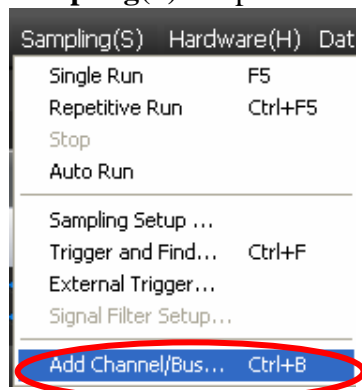 Sampling(S) Hardware(H) Dat
Single Run F5
Repetitive Run Ctrl+F5
Stop
Auto Run
Sampling Setup ...
Trigger and Find... Ctrl+F
External Trigger...
Signal Filter Setup...
Add Channel/Bus... Ctrl+B